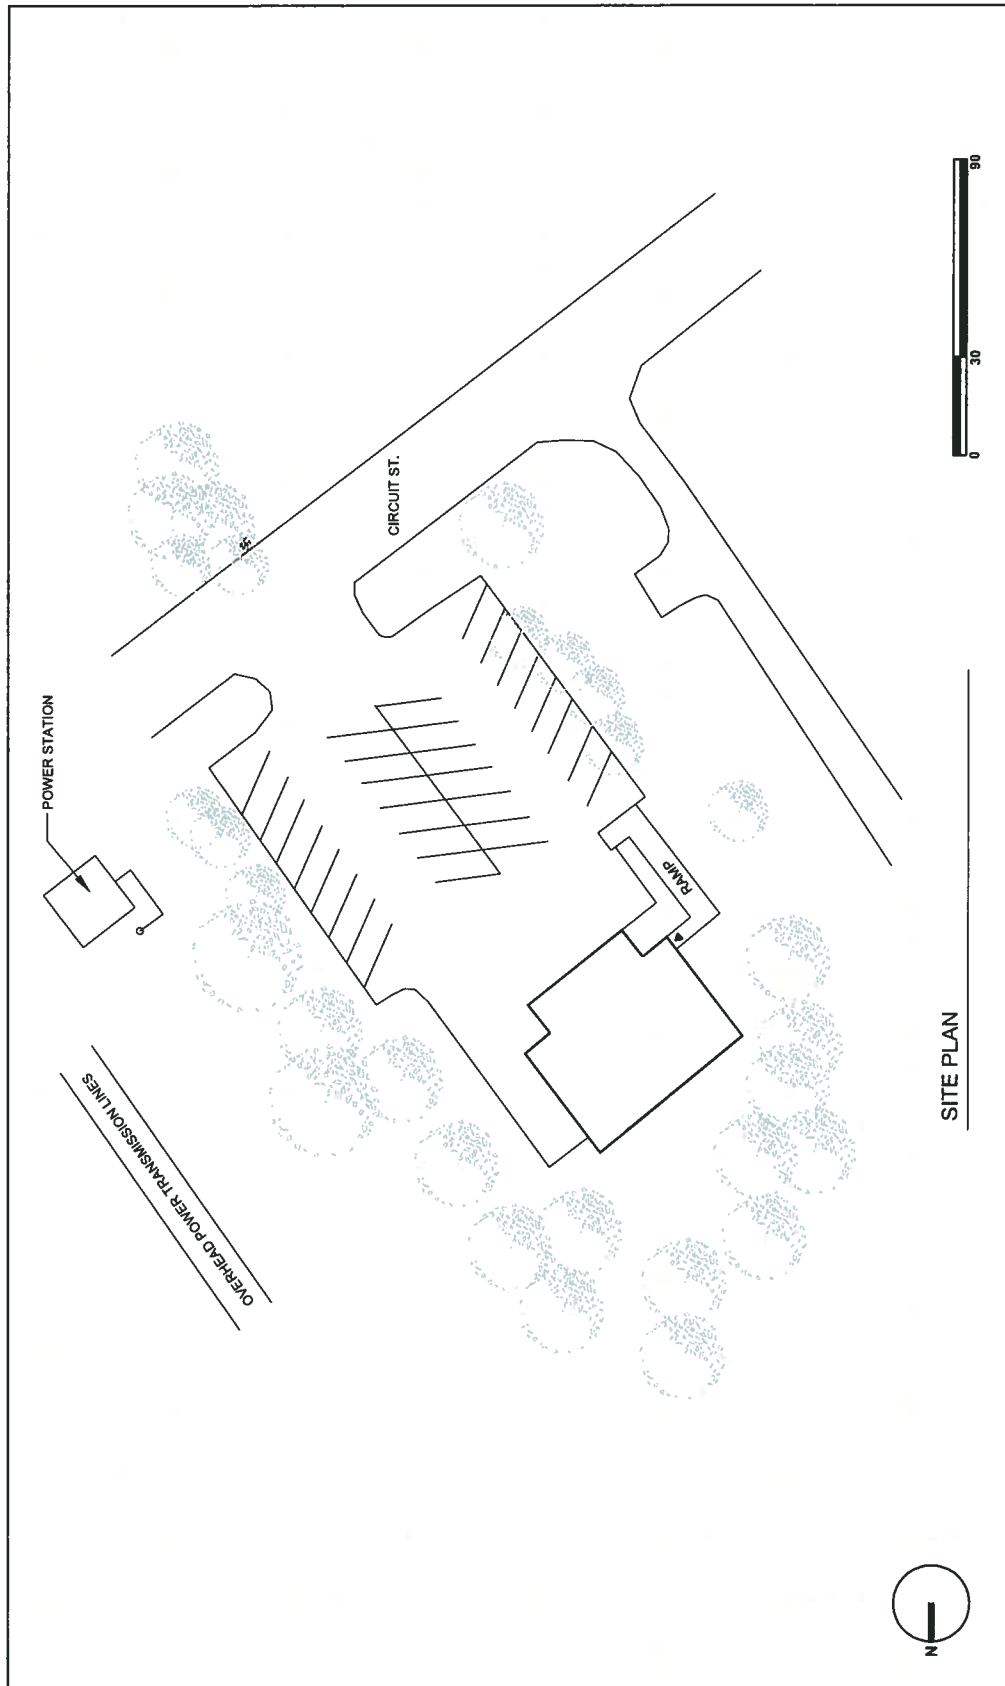 POWER STATION
CIRCUIT ST.
OVERHEAD POWER TRANSMISSION LINES
RAMP
0
30
90
SITE PLAN
N